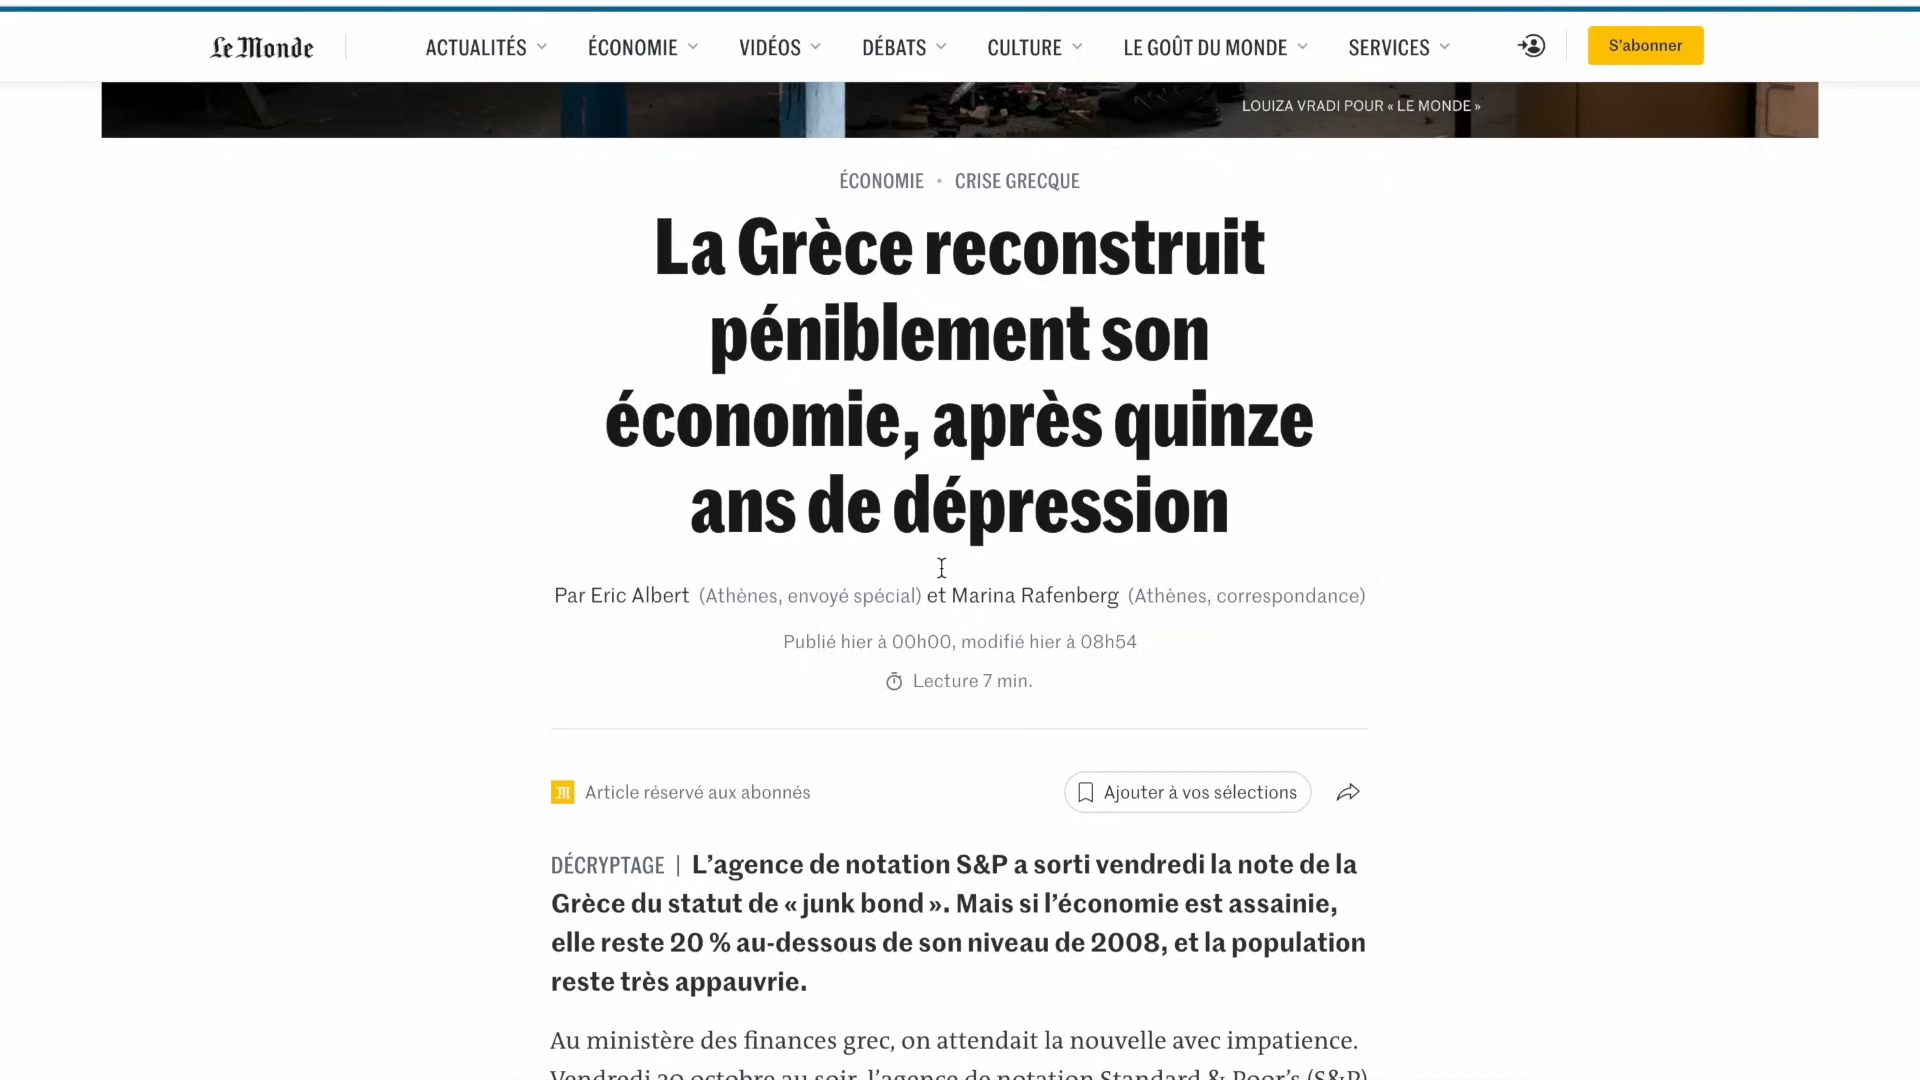 Le Monde
ACTUALITÉS
ÉCONOMIE
VIDÉOS
DÉBATS
CULTURE
LE GOÛT DU MONDE
SERVICES
S'abonner
LOUIZA VRADI POUR « LE MONDE »
ÉCONOMIE • CRISE GRECQUE
La Grèce reconstruit
péniblement son
économie, après quinze
ans de dépression
Par Eric Albert (Athènes, envoyé spécial) et Marina Rafenberg (Athènes, correspondance)
Publié hier à 00h00, modifié hier à 08h54
Lecture 7 min.
M Article réservé aux abonnés
Ajouter à vos sélections
DÉCRYPTAGE | L’agence de notation S&P a sorti vendredi la note de la
Grèce du statut de « junk bond ». Mais si l’économie est assainie,
elle reste 20 % au-dessous de son niveau de 2008, et la population
reste très appauvrie.
Au ministère des finances grec, on attendait la nouvelle avec impatience.
Vendredi 20 octobre au soir, l’agence de notation Standard & Poor’s (S&P)